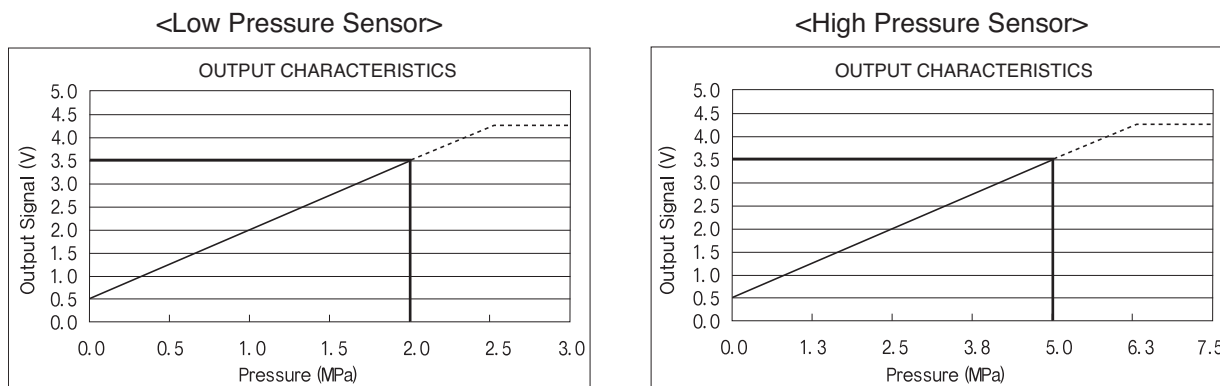 <Low Pressure Sensor>
OUTPUT CHARACTERISTICS
Output Signal (V)
5.0
4.5
4.0
3.5
3.0
2.5
2.0
1.5
1.0
0.5
0.0
0.0 0.5 1.0 1.5 2.0 2.5 3.0
Pressure (MPa)
<High Pressure Sensor>
OUTPUT CHARACTERISTICS
Output Signal (V)
5.0
4.5
4.0
3.5
3.0
2.5
2.0
1.5
1.0
0.5
0.0
0.0 1.3 2.5 3.8 5.0 6.3 7.5
Pressure (MPa)